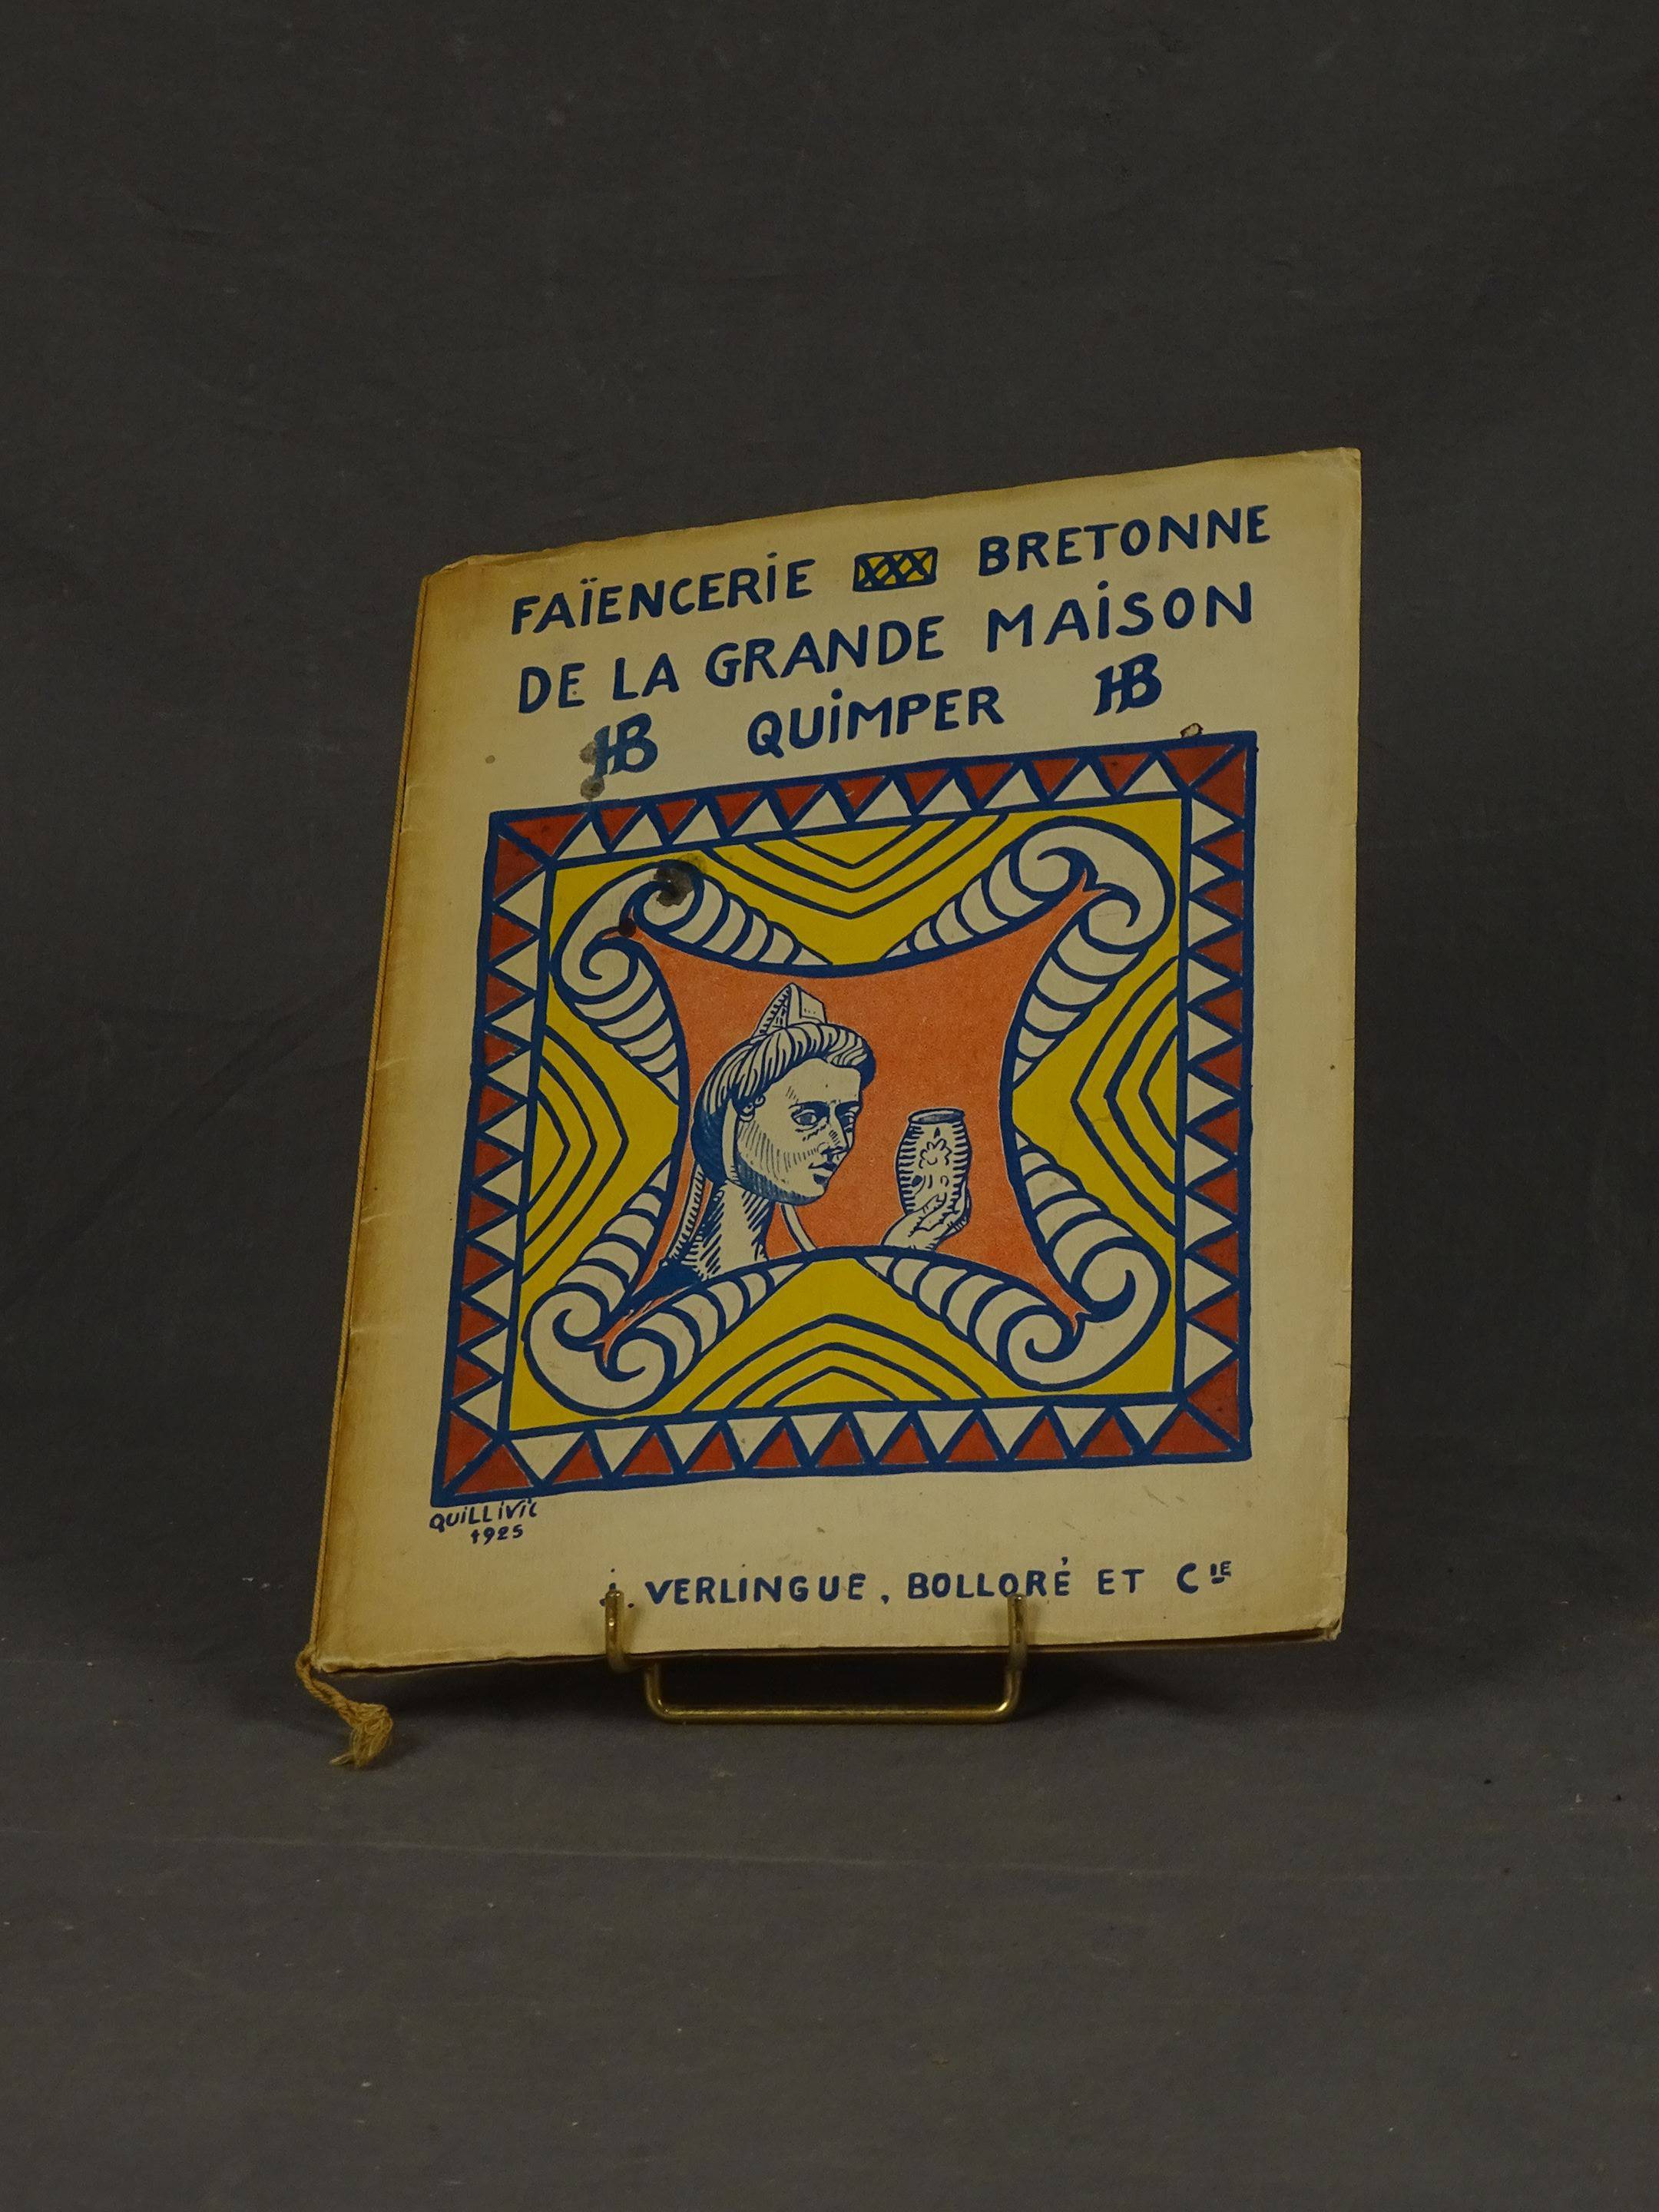 FAÏENCERIE BRETONNE
DE LA GRANDE MAISON
HB QUIMPER HB
QUILLIVIC
1925
J. VERLINGUE, BOLLORÉ ET CIE